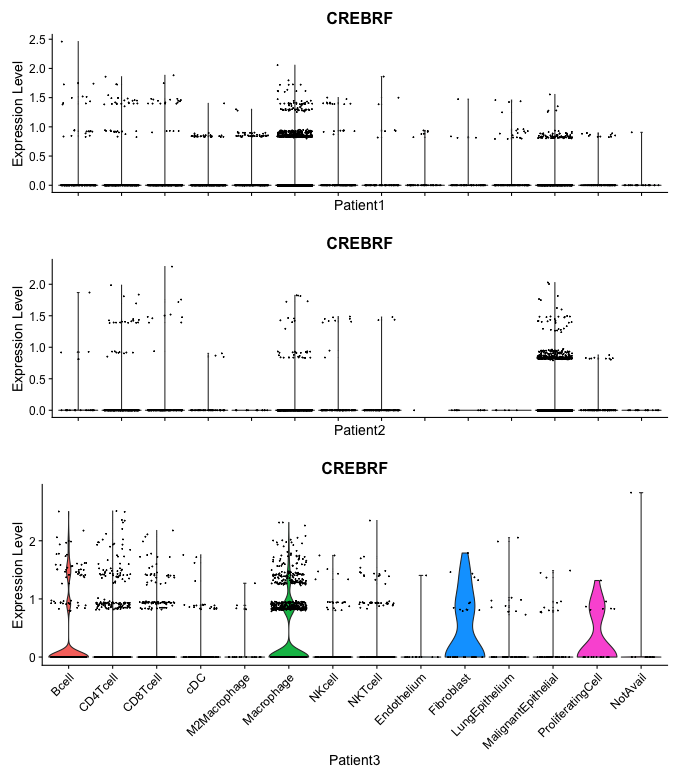 CREBRF
Expression Level
2.5
2.0
1.5
1.0
0.5
0.0
Patient1
CREBRF
Expression Level
2.0
1.5
1.0
0.5
0.0
Patient2
CREBRF
Expression Level
2
1
0
Bcell
CD4Tcell
CD8Tcell
cDC
M2Macrophage
Macrophage
NKcell
NKTcell
Endothelium
Fibroblast
LungEpithelium
MalignantEpithelial
ProliferatingCell
NotAvail
Patient3